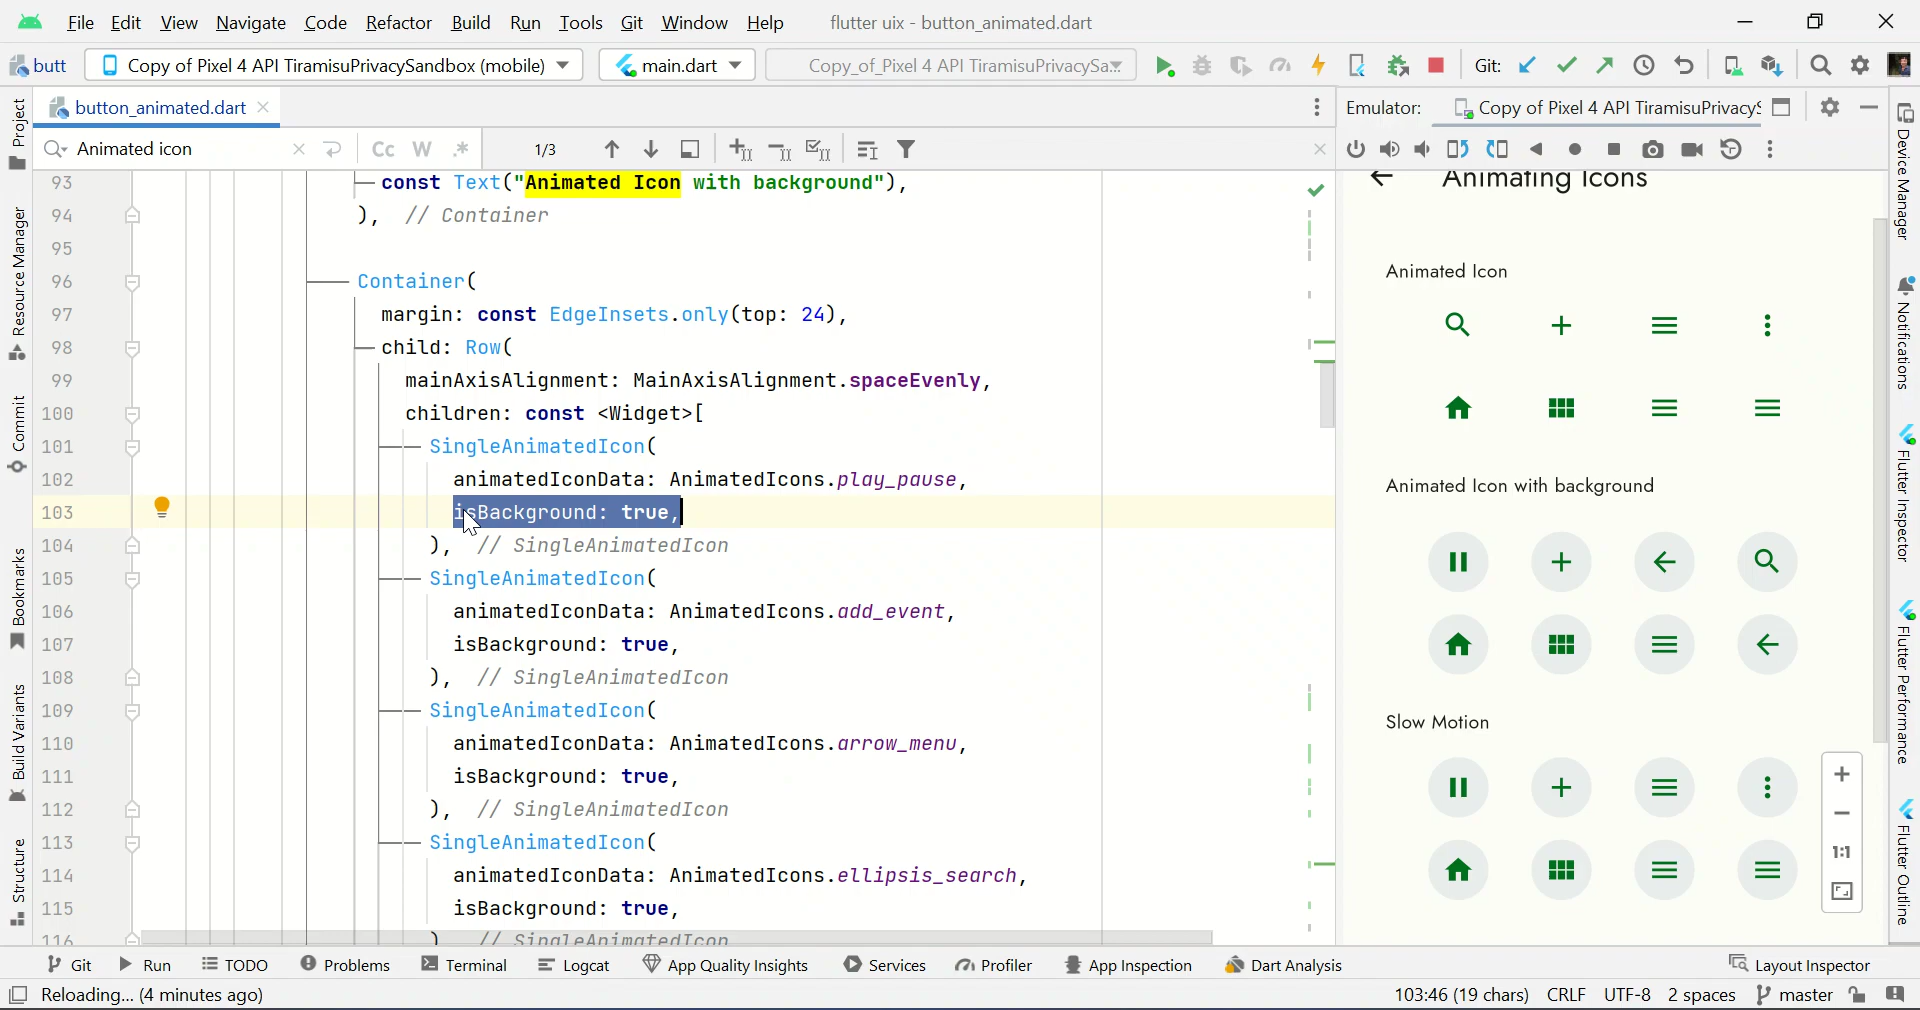 File Edit View Navigate Code Refactor Build Run Tools Git Window Help flutter uix - button_animated.dart
butt Copy of Pixel 4 API TiramisuPrivacySandbox (mobile) main.dart Copy_of_Pixel 4 API TiramisuPrivacySa... Git:
button_animated.dart Emulator: Copy of Pixel 4 API TiramisuPrivacyS
Animated icon Cc W .* 1/3
93 const Text("Animated Icon with background"),
94 ), // Container
95
96 Container(
97 margin: const EdgeInsets.only(top: 24),
98 child: Row(
99 mainAxisAlignment: MainAxisAlignment.spaceEvenly,
100 children: const <Widget>[
101 SingleAnimatedIcon(
102 animatedIconData: AnimatedIcons.play_pause,
103 isBackground: true,
104 ), // SingleAnimatedIcon
105 SingleAnimatedIcon(
106 animatedIconData: AnimatedIcons.add_event,
107 isBackground: true,
108 ), // SingleAnimatedIcon
109 SingleAnimatedIcon(
110 animatedIconData: AnimatedIcons.arrow_menu,
111 isBackground: true,
112 ), // SingleAnimatedIcon
113 SingleAnimatedIcon(
114 animatedIconData: AnimatedIcons.ellipsis_search,
115 isBackground: true,
116 ) // SingleAnimatedIcon
Animating Icons
Animated Icon
Animated Icon with background
Slow Motion
1:1
Project
Resource Manager
Commit
Bookmarks
Build Variants
Structure
Device Manager
Notifications
Flutter Inspector
Flutter Performance
Flutter Outline
Git Run TODO Problems Terminal Logcat App Quality Insights Services Profiler App Inspection Dart Analysis Layout Inspector
Reloading... (4 minutes ago) 103:46 (19 chars) CRLF UTF-8 2 spaces master